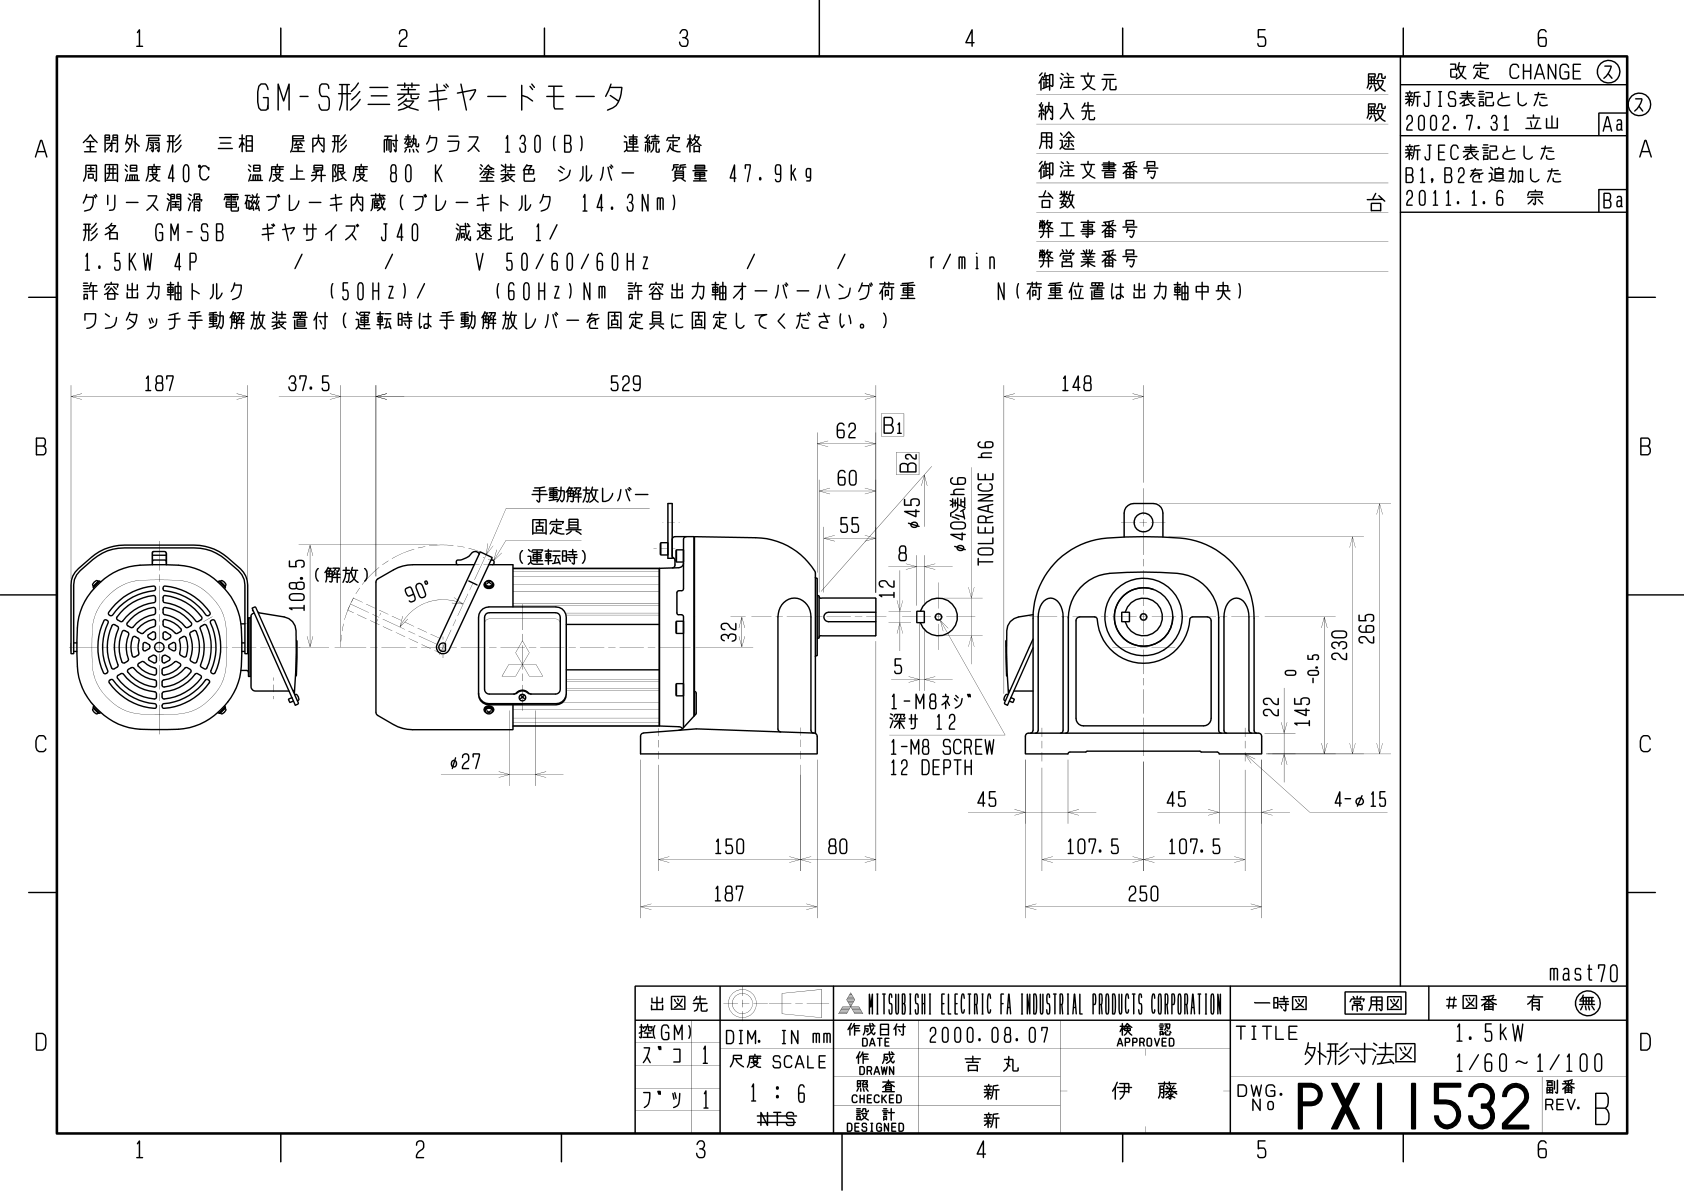 1 2 3 4 5 6
GM-S形三菱ギヤードモータ
全閉外扇形 三相 屋内形 耐熱クラス 130(B) 連続定格
周囲温度40℃ 温度上昇限度 80 K 塗装色 シルバー 質量 47.9kg
グリース潤滑 電磁ブレーキ内蔵(ブレーキトルク 14.3Nm)
形名 GM-SB ギヤサイズ J40 減速比 1/
1.5KW 4P / / V 50/60/60Hz / / r/min
許容出力軸トルク (50Hz)/ (60Hz)Nm 許容出力軸オーバーハング荷重 N(荷重位置は出力軸中央)
ワンタッチ手動解放装置付(運転時は手動解放レバーを固定具に固定してください。)
御注文元 殿
納入先 殿
用途
御注文書番号
台数 台
弊工事番号
弊営業番号
改定 CHANGE ス
新JIS表記とした
2002.7.31 立山 Aa
新JEC表記とした
B1,B2を追加した
2011.1.6 宗 Ba
ス
A A
B B
C C
D D
187
37.5
529
148
62 B1
60 B2
55
φ45
φ40公差h6
TOLERANCE h6
手動解放レバー
固定具
(運転時)
(解放)
108.5
90°
8
12
32
5
1-M8ネジ
深サ 12
1-M8 SCREW
12 DEPTH
φ27
22
145 0 -0.5
230
265
45
45
4-φ15
150
80
107.5
107.5
187
250
mast70
出図先
控(GM)
ズコ 1
ブツ 1
DIM. IN mm
尺度 SCALE
1 : 6
NTS
MITSUBISHI ELECTRIC FA INDUSTRIAL PRODUCTS CORPORATION
作成日付 DATE 2000.08.07
作成 DRAWN 吉丸
照査 CHECKED 新
設計 DESIGNED 新
検認 APPROVED
伊藤
一時図 常用図 #図番 有 無
TITLE 1.5kW
外形寸法図 1/60~1/100
DWG. No PX11532
副番 REV. B
1 2 3 4 5 6